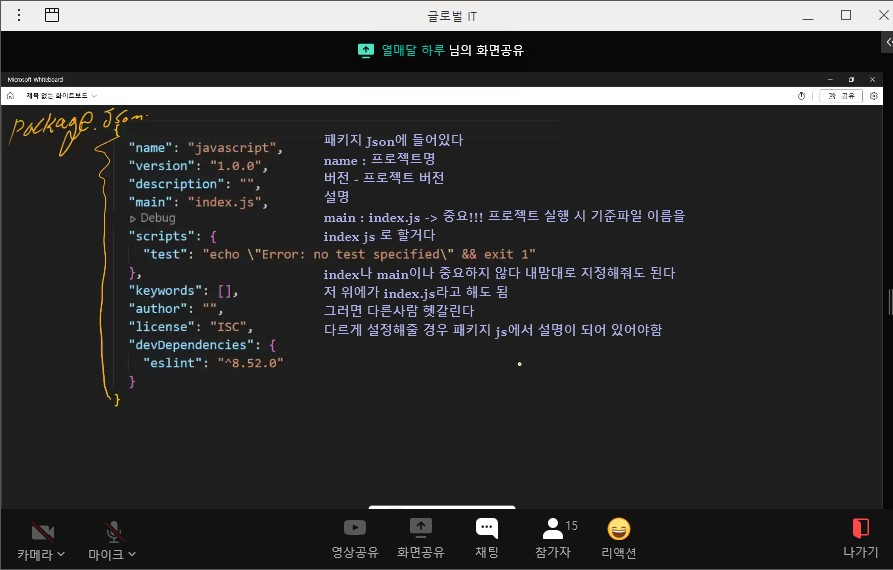 글로벌 IT
열매달 하루 님의 화면공유
Microsoft Whiteboard
제목 없는 화이트보드
공유
package.Json
{
"name": "javascript",
"version": "1.0.0",
"description": "",
"main": "index.js",
Debug
"scripts": {
"test": "echo \"Error: no test specified\" && exit 1"
},
"keywords": [],
"author": "",
"license": "ISC",
"devDependencies": {
"eslint": "^8.52.0"
}
}
패키지 Json에 들어있다
name : 프로젝트명
버전 - 프로젝트 버전
설명
main : index.js -> 중요!!! 프로젝트 실행 시 기준파일 이름을
index js 로 할거다
index나 main이나 중요하지 않다 내맘대로 지정해줘도 된다
저 위에가 index.js라고 해도 됨
그러면 다른사람 헷갈린다
다르게 설정해줄 경우 패키지 js에서 설명이 되어 있어야함
카메라
마이크
영상공유
화면공유
채팅
참가자 15
리액션
나가기